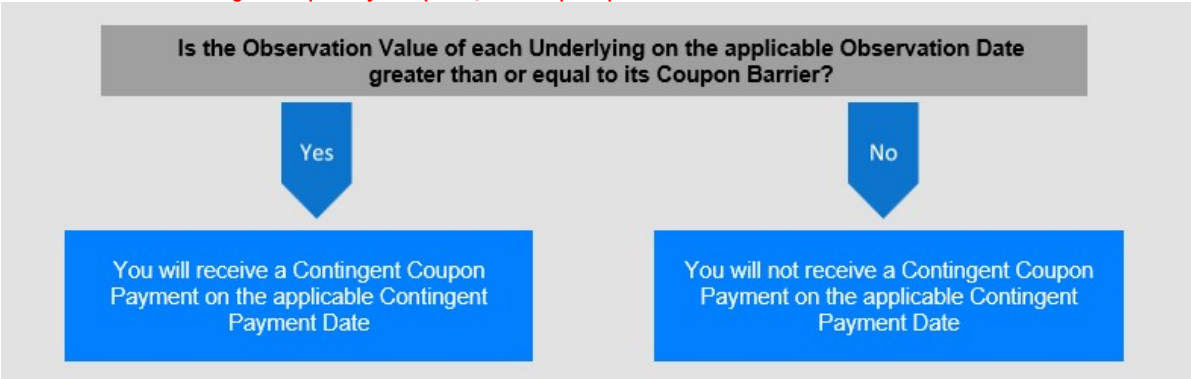 Is the Observation Value of each Underlying on the applicable Observation Date
greater than or equal to its Coupon Barrier?
Yes
No
You will receive a Contingent Coupon
Payment on the applicable Contingent
Payment Date
You will not receive a Contingent Coupon
Payment on the applicable Contingent
Payment Date